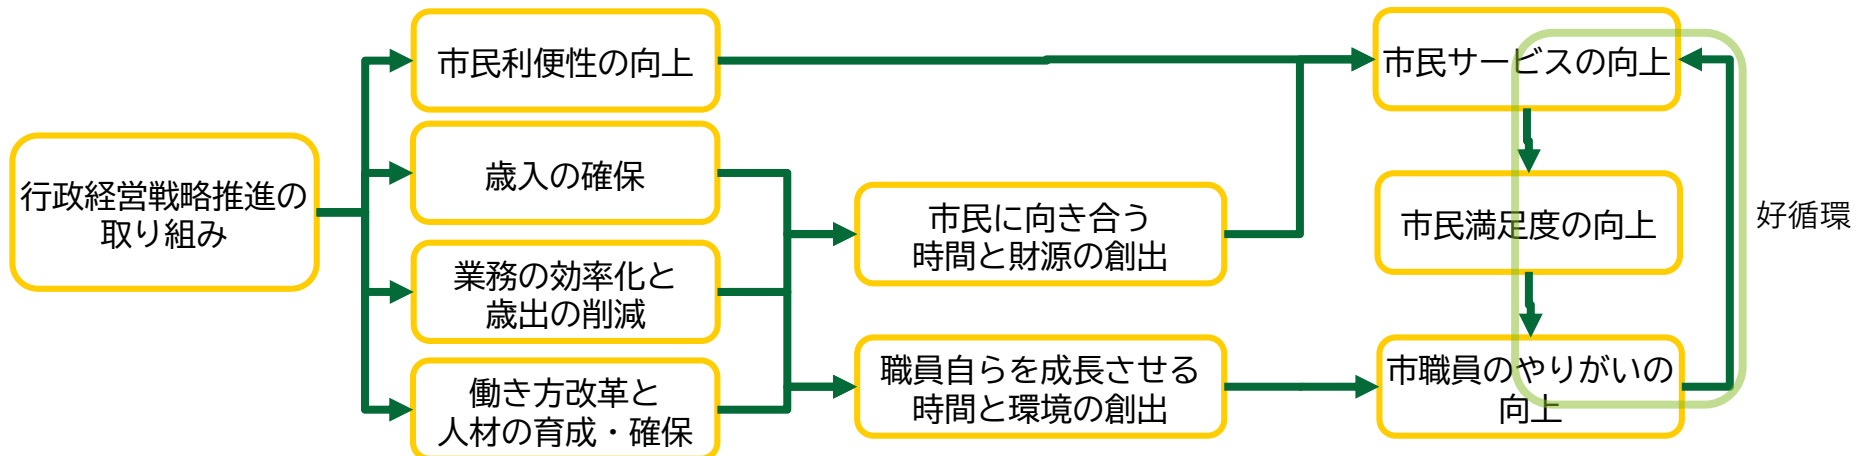 行政経営戦略推進の
取り組み
市民利便性の向上
歳入の確保
業務の効率化と
歳出の削減
働き方改革と
人材の育成・確保
市民に向き合う
時間と財源の創出
職員自らを成長させる
時間と環境の創出
市民サービスの向上
市民満足度の向上
市職員のやりがいの
向上
好循環